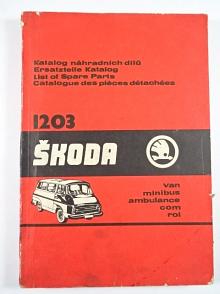 Katalog náhradních dílů
Ersatzteile Katalog
List of Spare Parts
Catalogue des pièces détachées
1203
ŠKODA
van
minibus
ambulance
com
rol